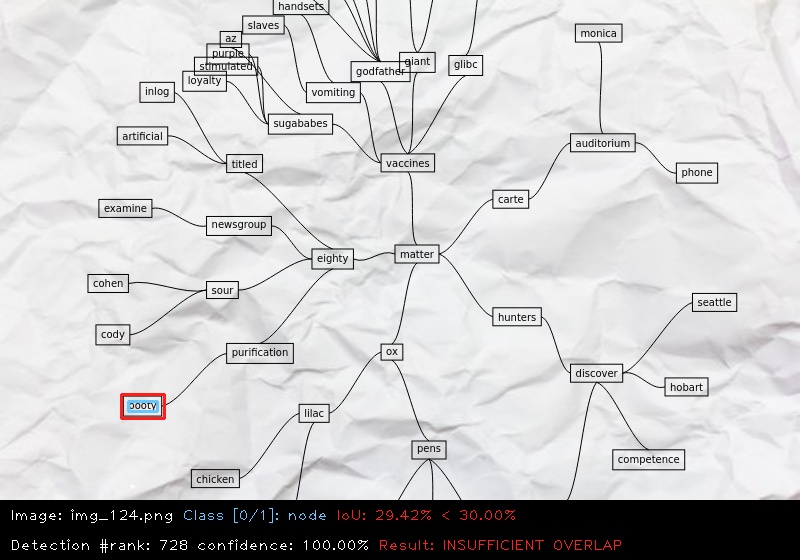 handsets
slaves
monica
az
purple
giant
glibc
stimulated
godfather
loyalty
inlog
vomiting
sugababes
artificial
auditorium
titled
vaccines
phone
carte
examine
newsgroup
matter
eighty
cohen
sour
seattle
hunters
cody
purification
ox
discover
hobart
lilac
pens
competence
chicken
Image: img_124.png Class [0/1]: node IoU: 29.42% < 30.00%
Detection #rank: 728 confidence: 100.00% Result: INSUFFICIENT OVERLAP